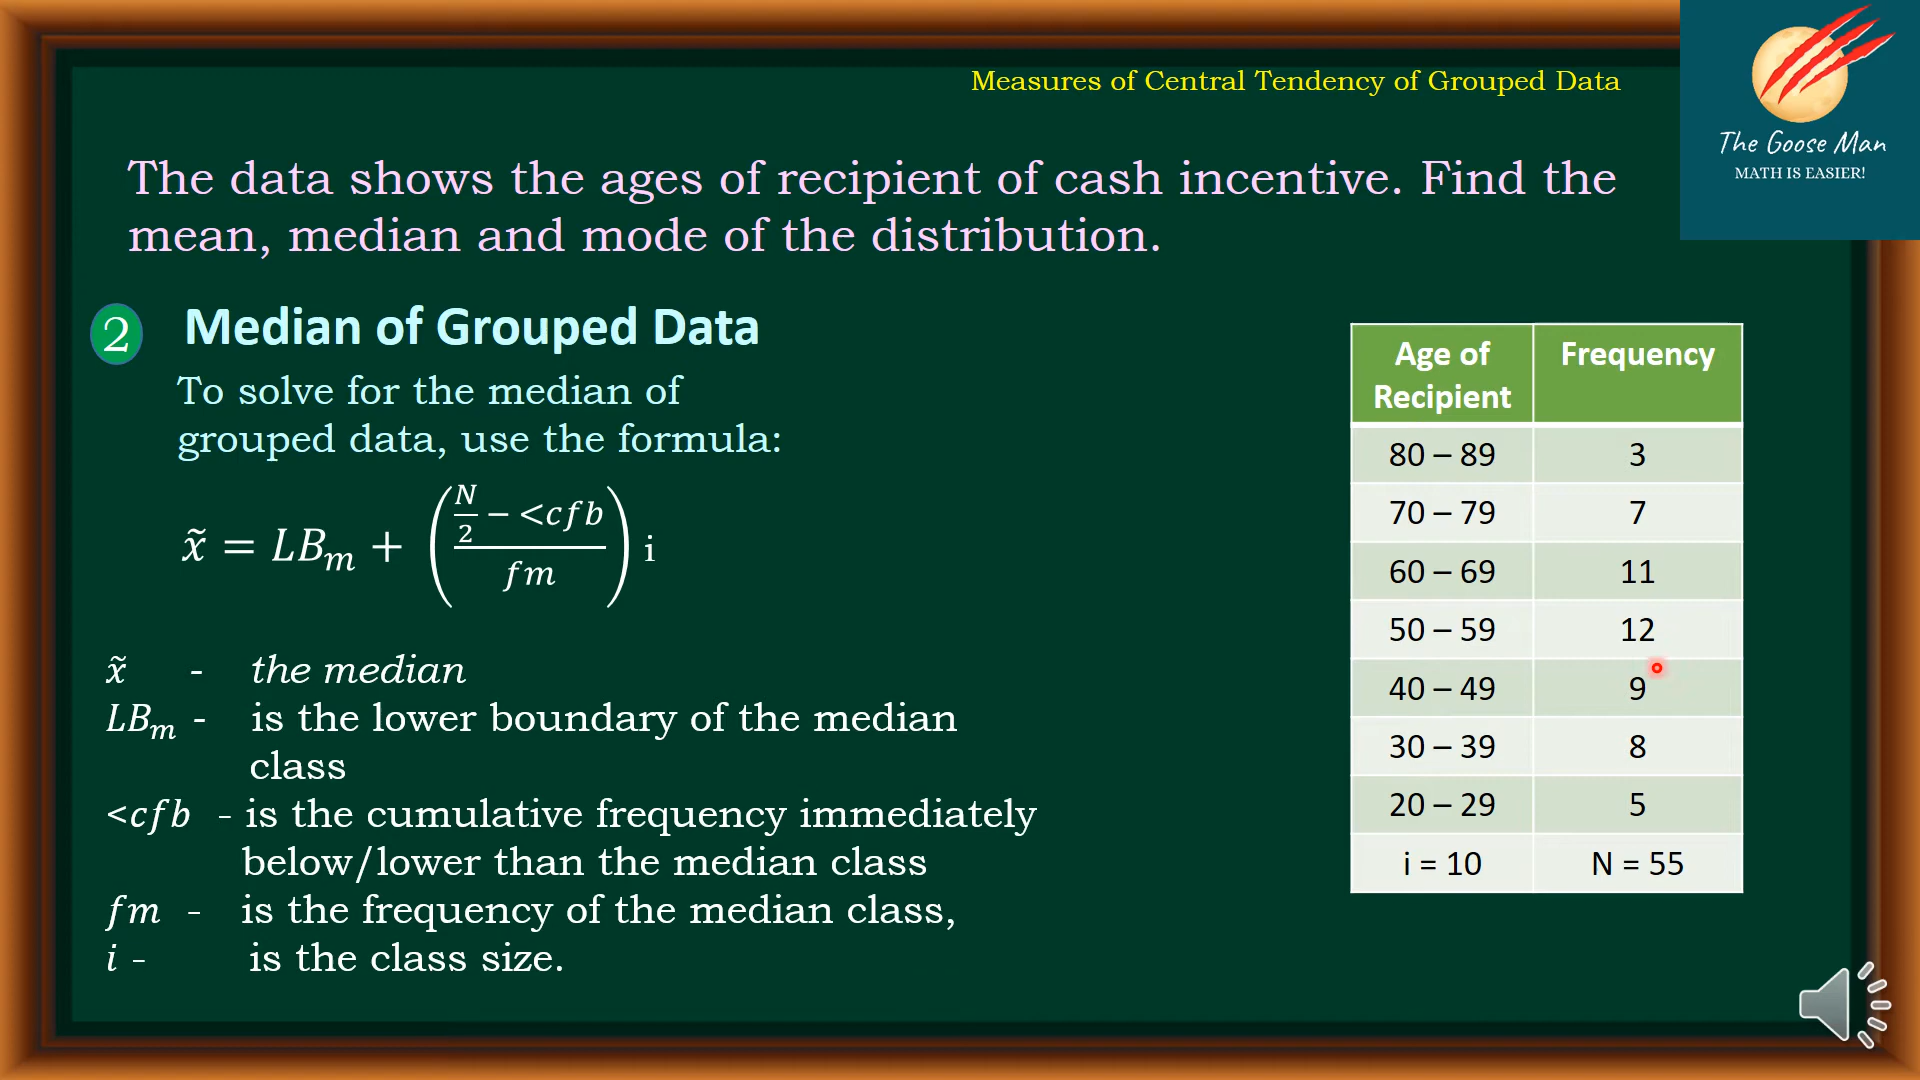 Measures of Central Tendency of Grouped Data
The Goose Man
MATH IS EASIER!
The data shows the ages of recipient of cash incentive. Find the
mean, median and mode of the distribution.
2 Median of Grouped Data
To solve for the median of
grouped data, use the formula:
x̃ = LBₘ + ((N/2 − <cfb)/fm) i
x̃ - the median
LBₘ - is the lower boundary of the median
class
<cfb - is the cumulative frequency immediately
below/lower than the median class
fm - is the frequency of the median class,
i - is the class size.
Age of Recipient Frequency
80 – 89 3
70 – 79 7
60 – 69 11
50 – 59 12
40 – 49 9
30 – 39 8
20 – 29 5
i = 10 N = 55